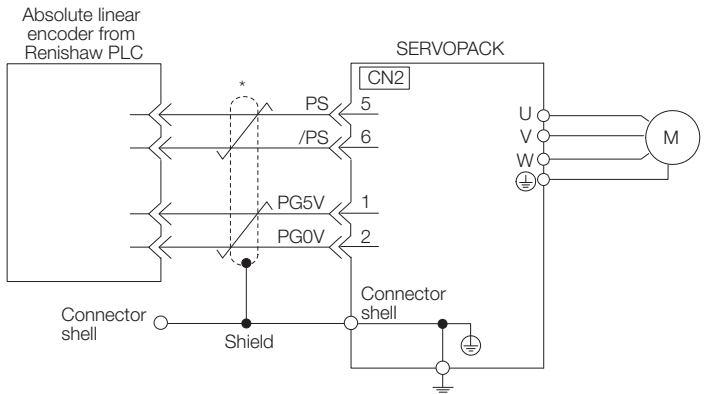 Absolute linear
encoder from
Renishaw PLC
SERVOPACK
CN2
*
PS 5
/PS 6
PG5V 1
PG0V 2
U
V
W
M
Connector
shell
Shield
Connector
shell